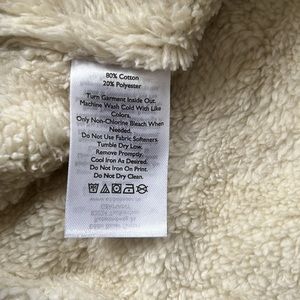 80% Cotton
20% Polyester
Turn Garment Inside Out.
Machine Wash Cold With Like
Colors,
Only Non-Chlorine Bleach When
Needed.
Do Not Use Fabric Softeners.
Tumble Dry Low.
Remove Promptly.
Cool Iron As Desired.
Do Not Iron On Print.
Do Not Dry Clean.